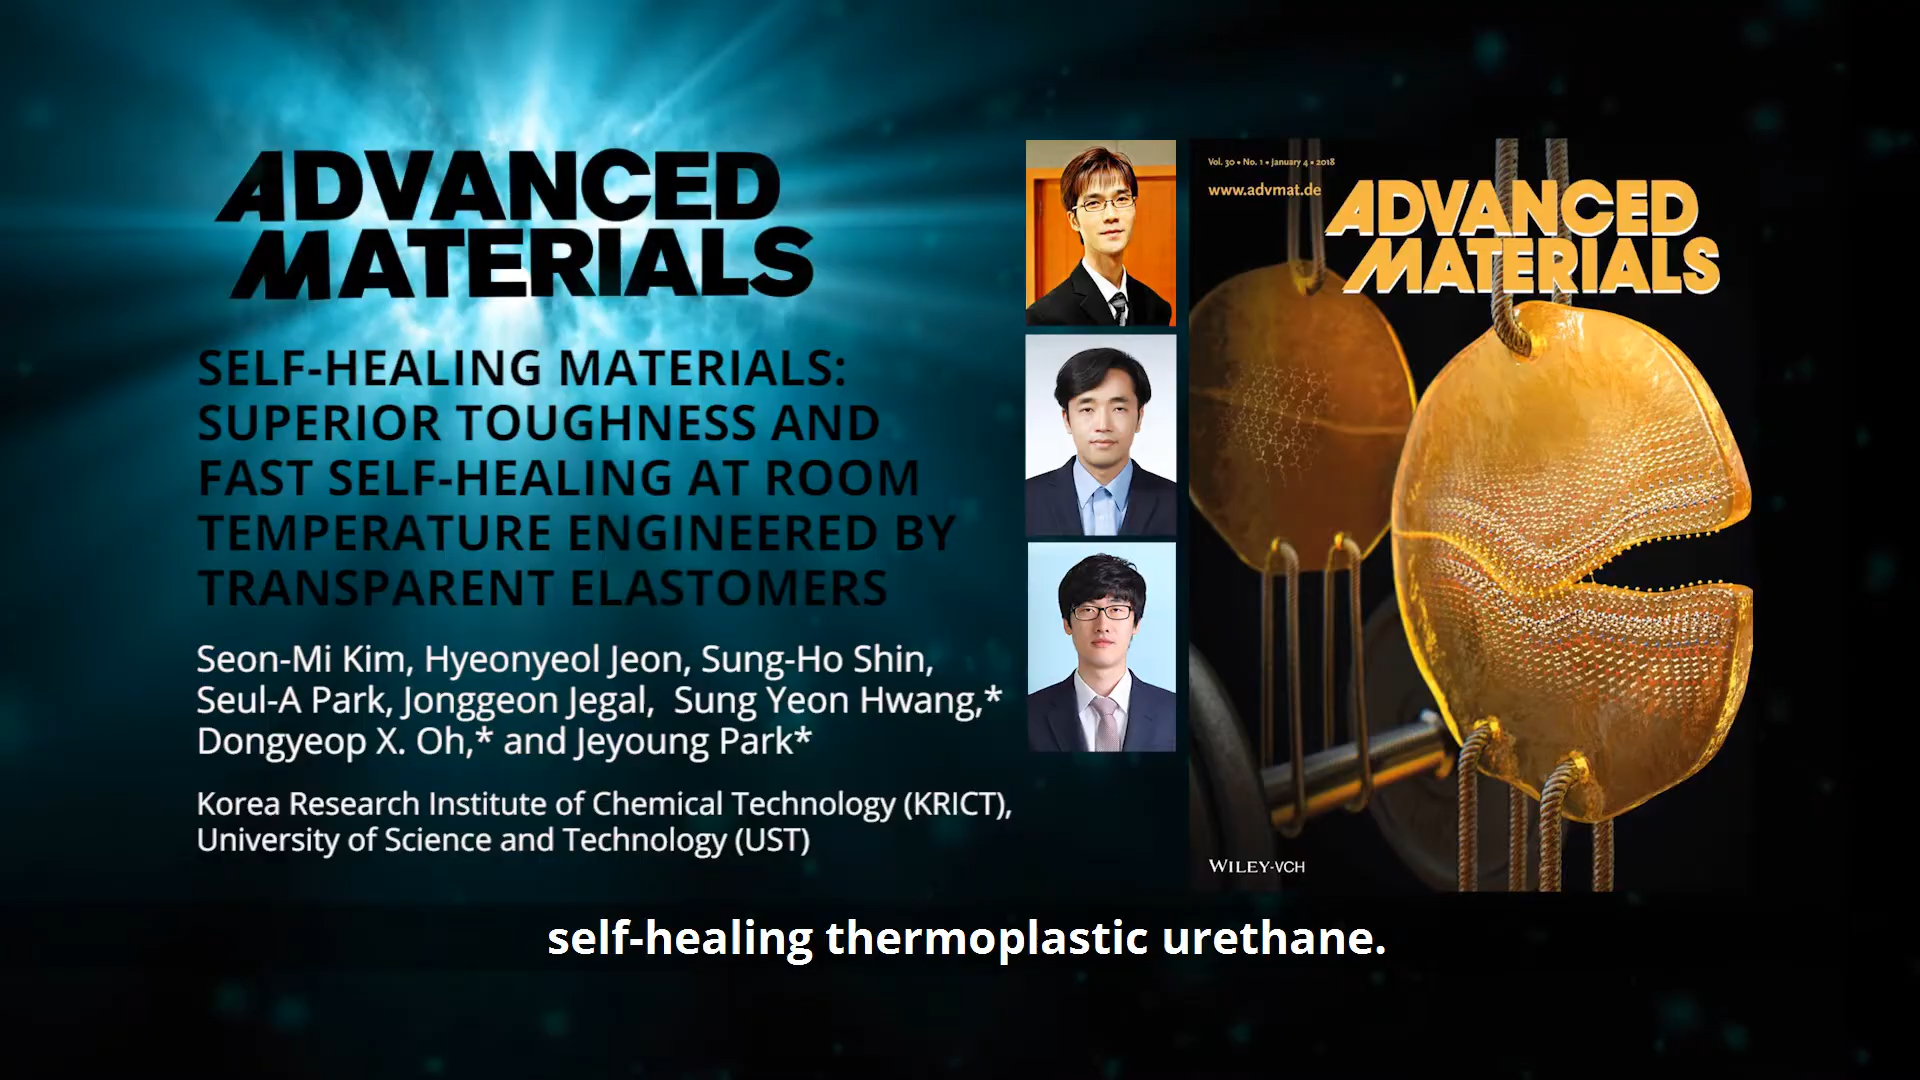 ADVANCED
MATERIALS
SELF-HEALING MATERIALS:
SUPERIOR TOUGHNESS AND
FAST SELF-HEALING AT ROOM
TEMPERATURE ENGINEERED BY
TRANSPARENT ELASTOMERS
Seon-Mi Kim, Hyeonyeol Jeon, Sung-Ho Shin,
Seul-A Park, Jonggeon Jegal, Sung Yeon Hwang,*
Dongyeop X. Oh,* and Jeyoung Park*
Korea Research Institute of Chemical Technology (KRICT),
University of Science and Technology (UST)
Vol. 30 • No. 1 • January 4 • 2018
www.advmat.de
ADVANCED
MATERIALS
WILEY-VCH
self-healing thermoplastic urethane.